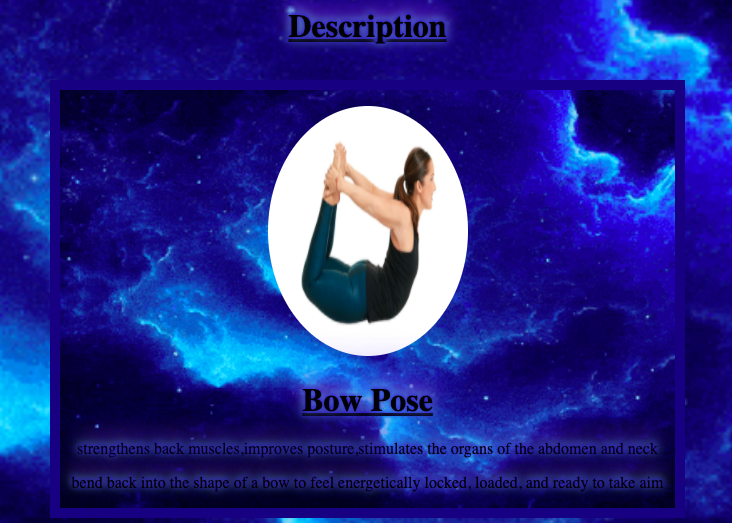 Description
Bow Pose
strengthens back muscles,improves posture,stimulates the organs of the abdomen and neck
bend back into the shape of a bow to feel energetically locked, loaded, and ready to take aim